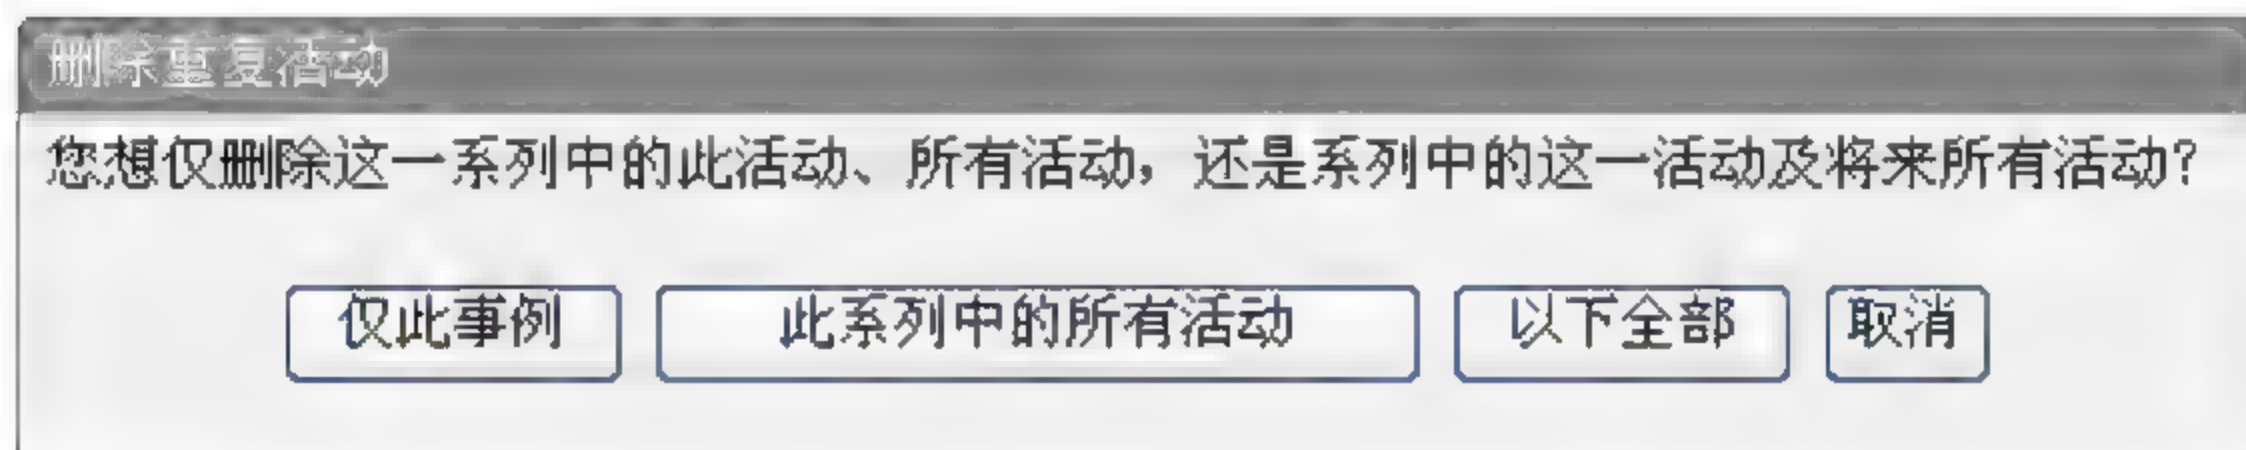 删除重复活动
您想仅删除这一系列中的此活动、所有活动，还是系列中的这一活动及将来所有活动？
仅此事例 此系列中的所有活动 以下全部 取消